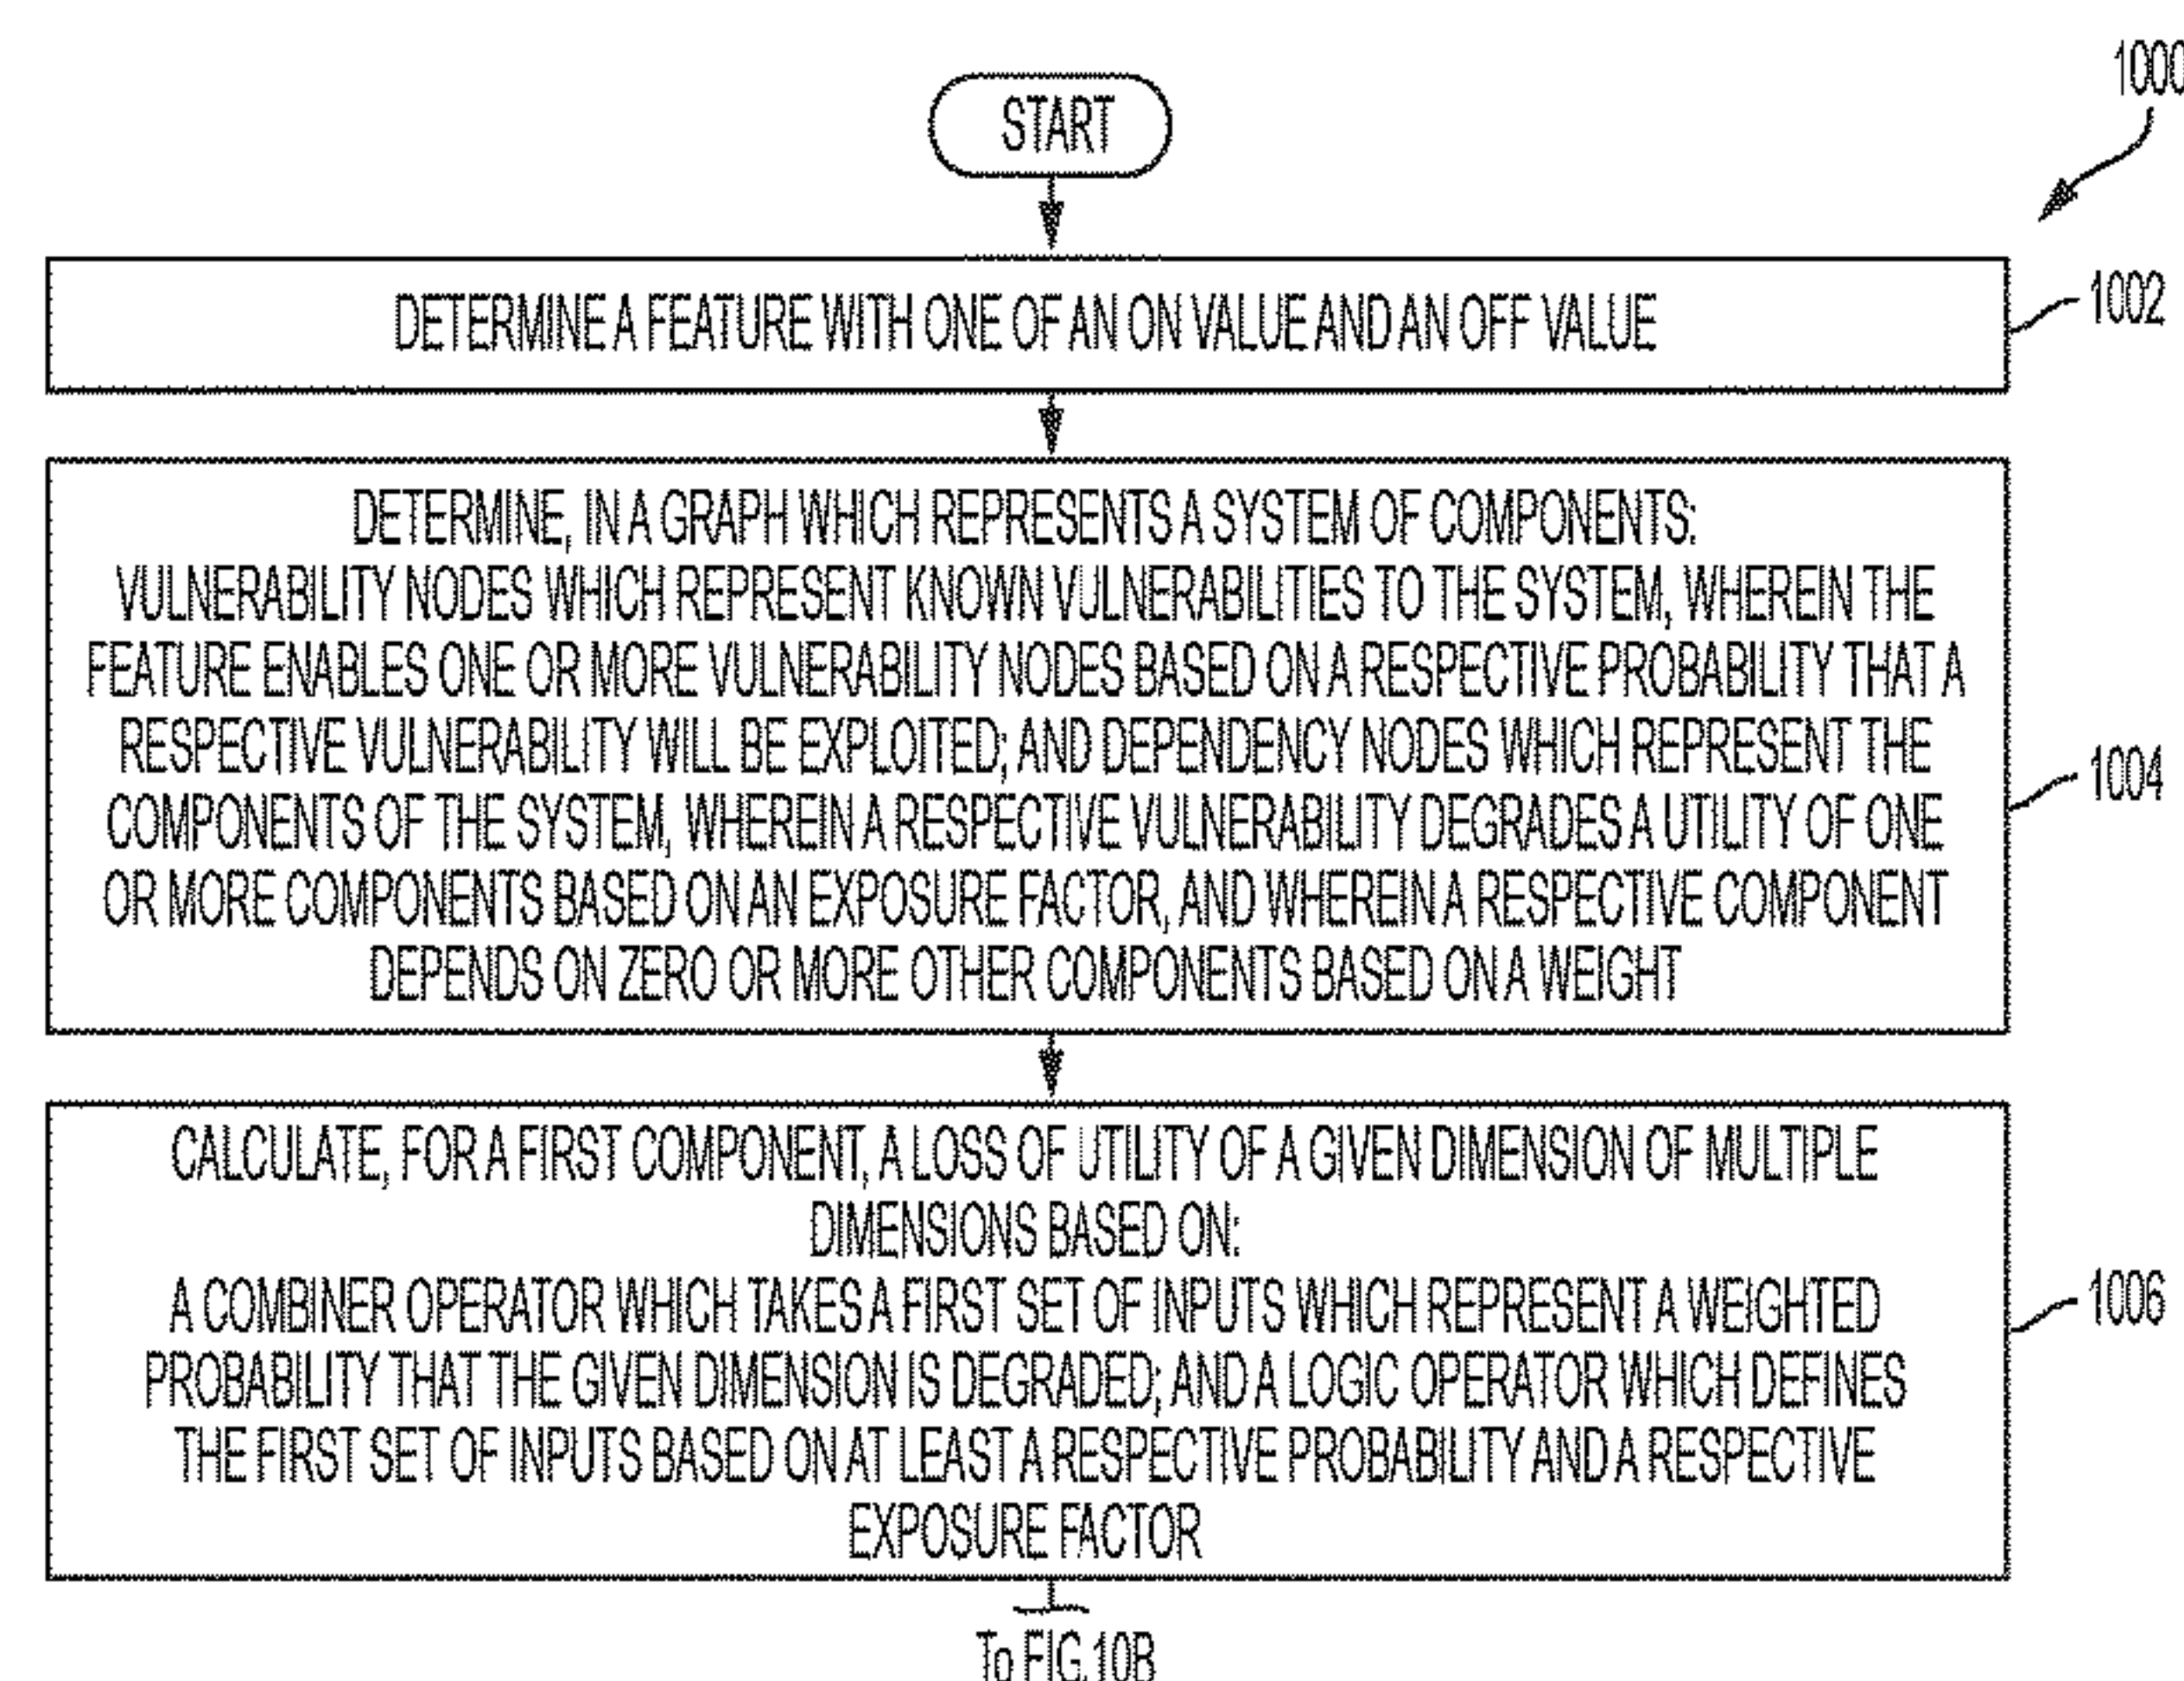 1000
START
DETERMINE A FEATURE WITH ONE OF AN ON VALUE AND AN OFF VALUE
1002
DETERMINE, IN A GRAPH WHICH REPRESENTS A SYSTEM OF COMPONENTS:
VULNERABILITY NODES WHICH REPRESENT KNOWN VULNERABILITIES TO THE SYSTEM, WHEREIN THE
FEATURE ENABLES ONE OR MORE VULNERABILITY NODES BASED ON A RESPECTIVE PROBABILITY THAT A
RESPECTIVE VULNERABILITY WILL BE EXPLOITED; AND DEPENDENCY NODES WHICH REPRESENT THE
COMPONENTS OF THE SYSTEM, WHEREIN A RESPECTIVE VULNERABILITY DEGRADES A UTILITY OF ONE
OR MORE COMPONENTS BASED ON AN EXPOSURE FACTOR, AND WHEREIN A RESPECTIVE COMPONENT
DEPENDS ON ZERO OR MORE OTHER COMPONENTS BASED ON A WEIGHT
1004
CALCULATE, FOR A FIRST COMPONENT, A LOSS OF UTILITY OF A GIVEN DIMENSION OF MULTIPLE
DIMENSIONS BASED ON:
A COMBINER OPERATOR WHICH TAKES A FIRST SET OF INPUTS WHICH REPRESENT A WEIGHTED
PROBABILITY THAT THE GIVEN DIMENSION IS DEGRADED; AND A LOGIC OPERATOR WHICH DEFINES
THE FIRST SET OF INPUTS BASED ON AT LEAST A RESPECTIVE PROBABILITY AND A RESPECTIVE
EXPOSURE FACTOR
1006
To FIG.10B